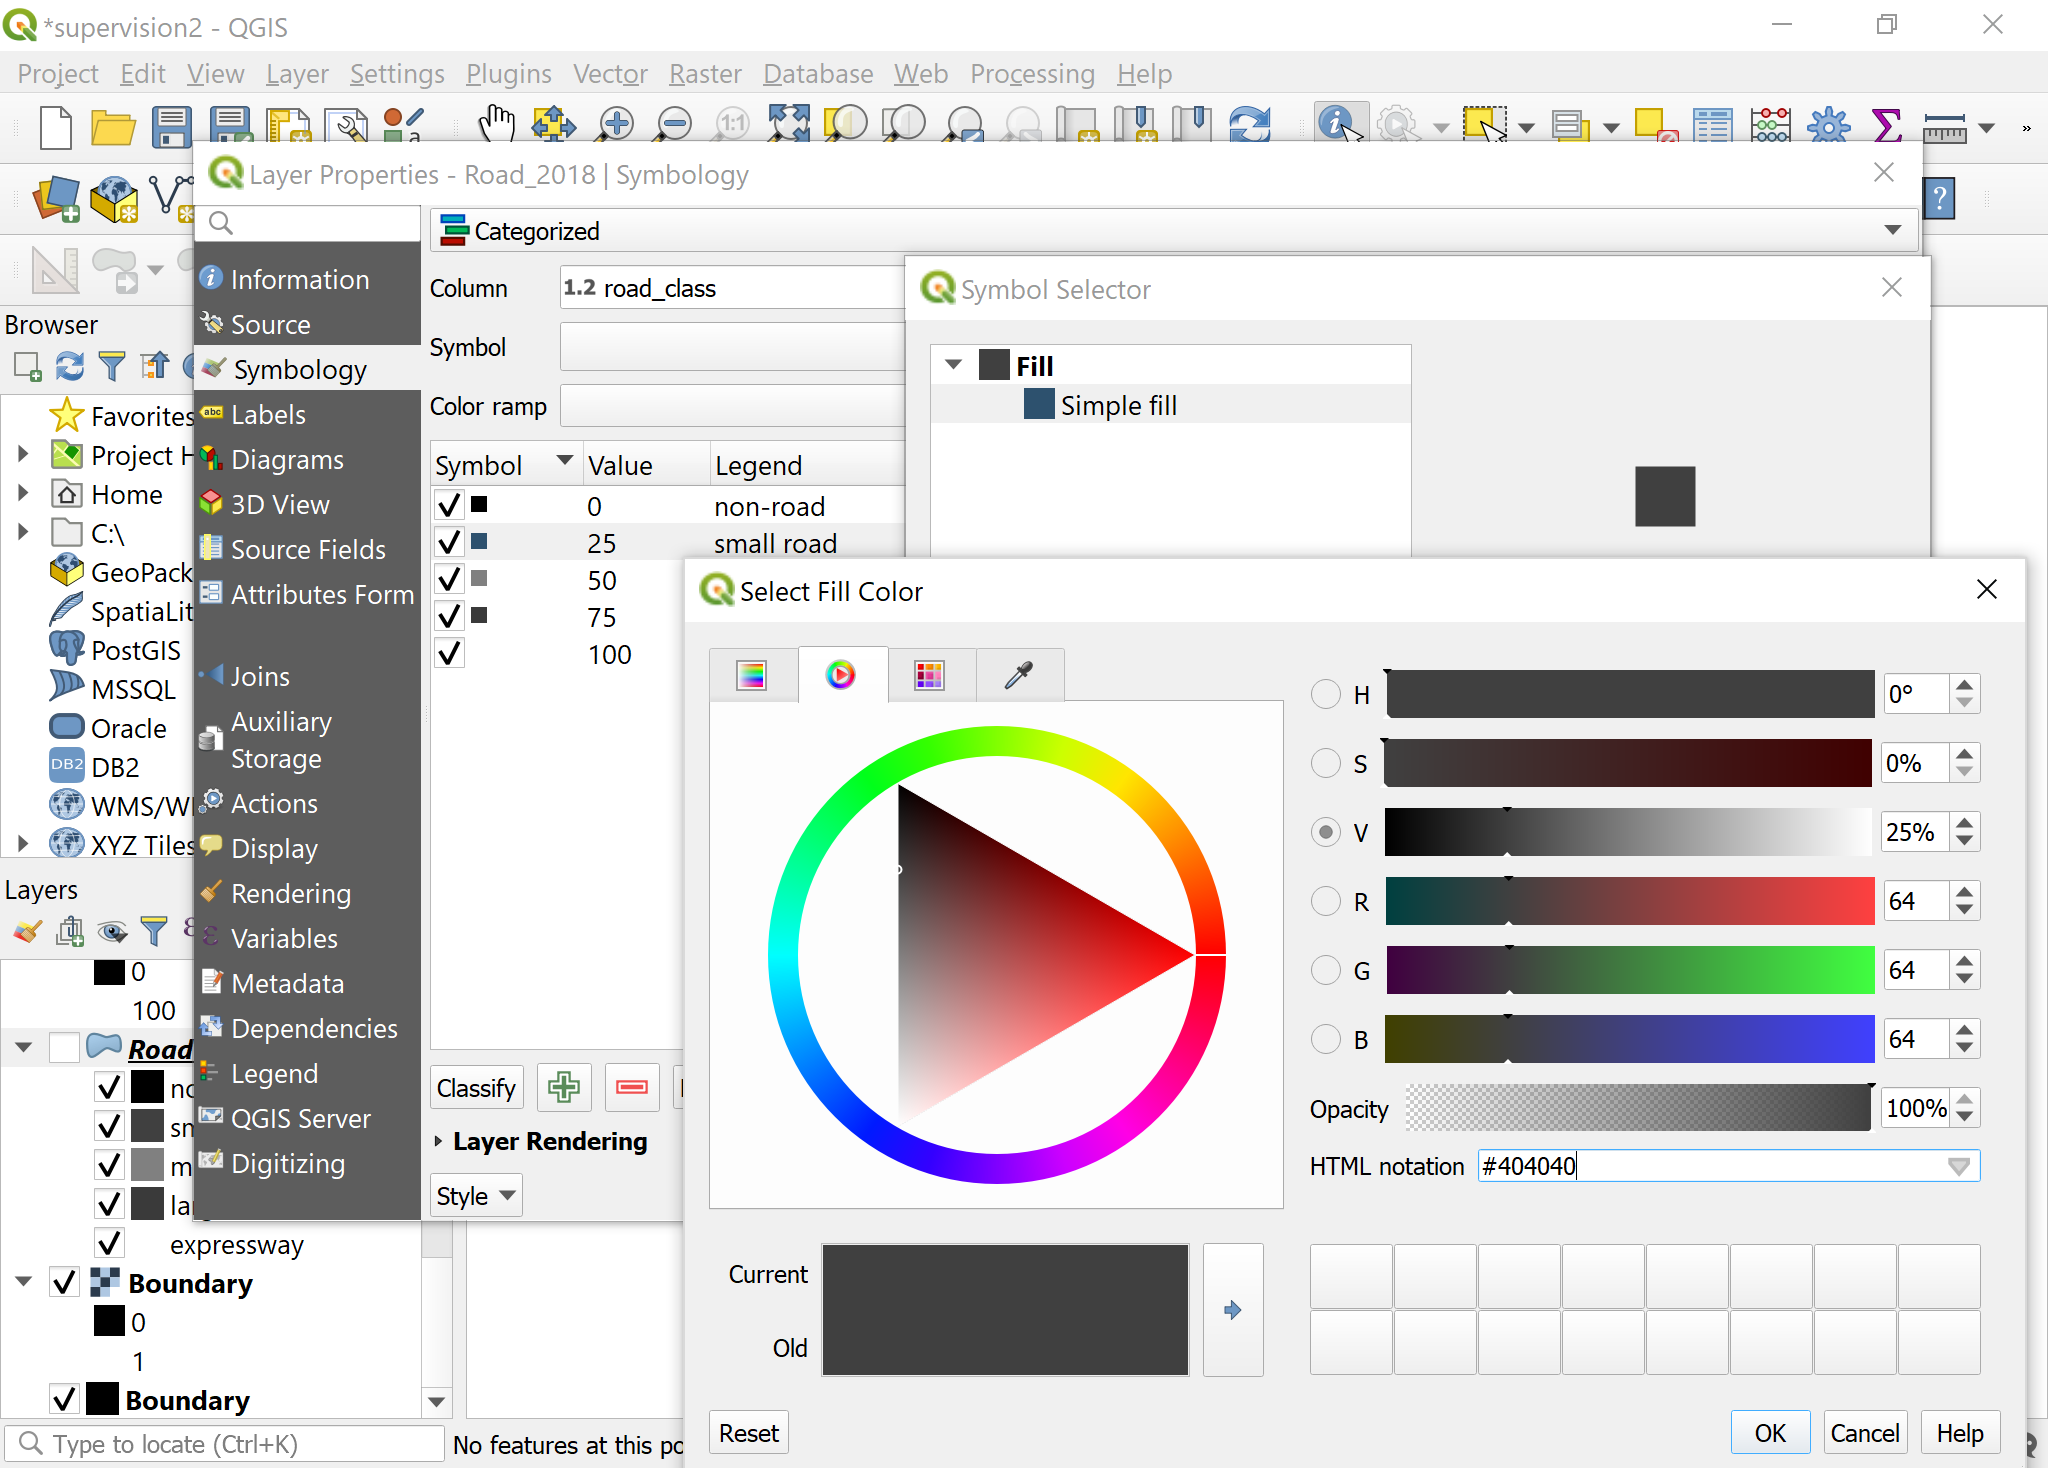 *supervision2 - QGIS
Project Edit View Layer Settings Plugins Vector Raster Database Web Processing Help
1:1
a
»
Layer Properties - Road_2018 | Symbology
?
Categorized
Information
Source
Symbology
Labels
abc
Diagrams
3D View
Source Fields
Attributes Form
Joins
Auxiliary
Storage
Actions
Display
Rendering
Variables
Metadata
Dependencies
Legend
QGIS Server
Digitizing
Column
1.2 road_class
Symbol
Color ramp
Symbol Value Legend
0 non-road
25 small road
50
75
100
Classify
Layer Rendering
Style
Symbol Selector
Fill
Simple fill
Browser
Favorites
Project H
Home
C:\
GeoPack
SpatiaLit
PostGIS
MSSQL
Oracle
DB2 DB2
WMS/W
XYZ Tiles
Layers
0
100
Road
sm
m
expressway
Boundary
0
1
Boundary
Type to locate (Ctrl+K)
No features at this po
Select Fill Color
H 0°
S 0%
V 25%
R 64
G 64
B 64
Opacity 100%
HTML notation #404040
Current
Old
Reset
OK Cancel Help